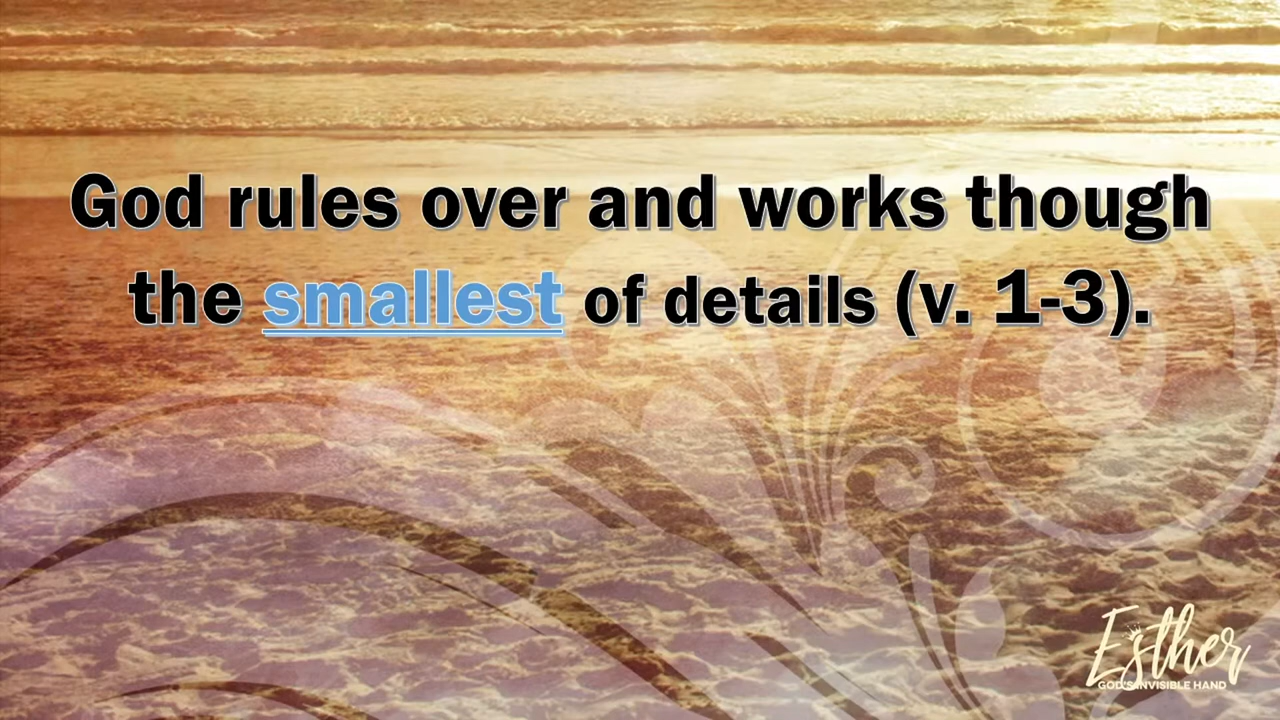 God rules over and works though
the smallest of details (v. 1-3).
Esther
GOD'S INVISIBLE HAND